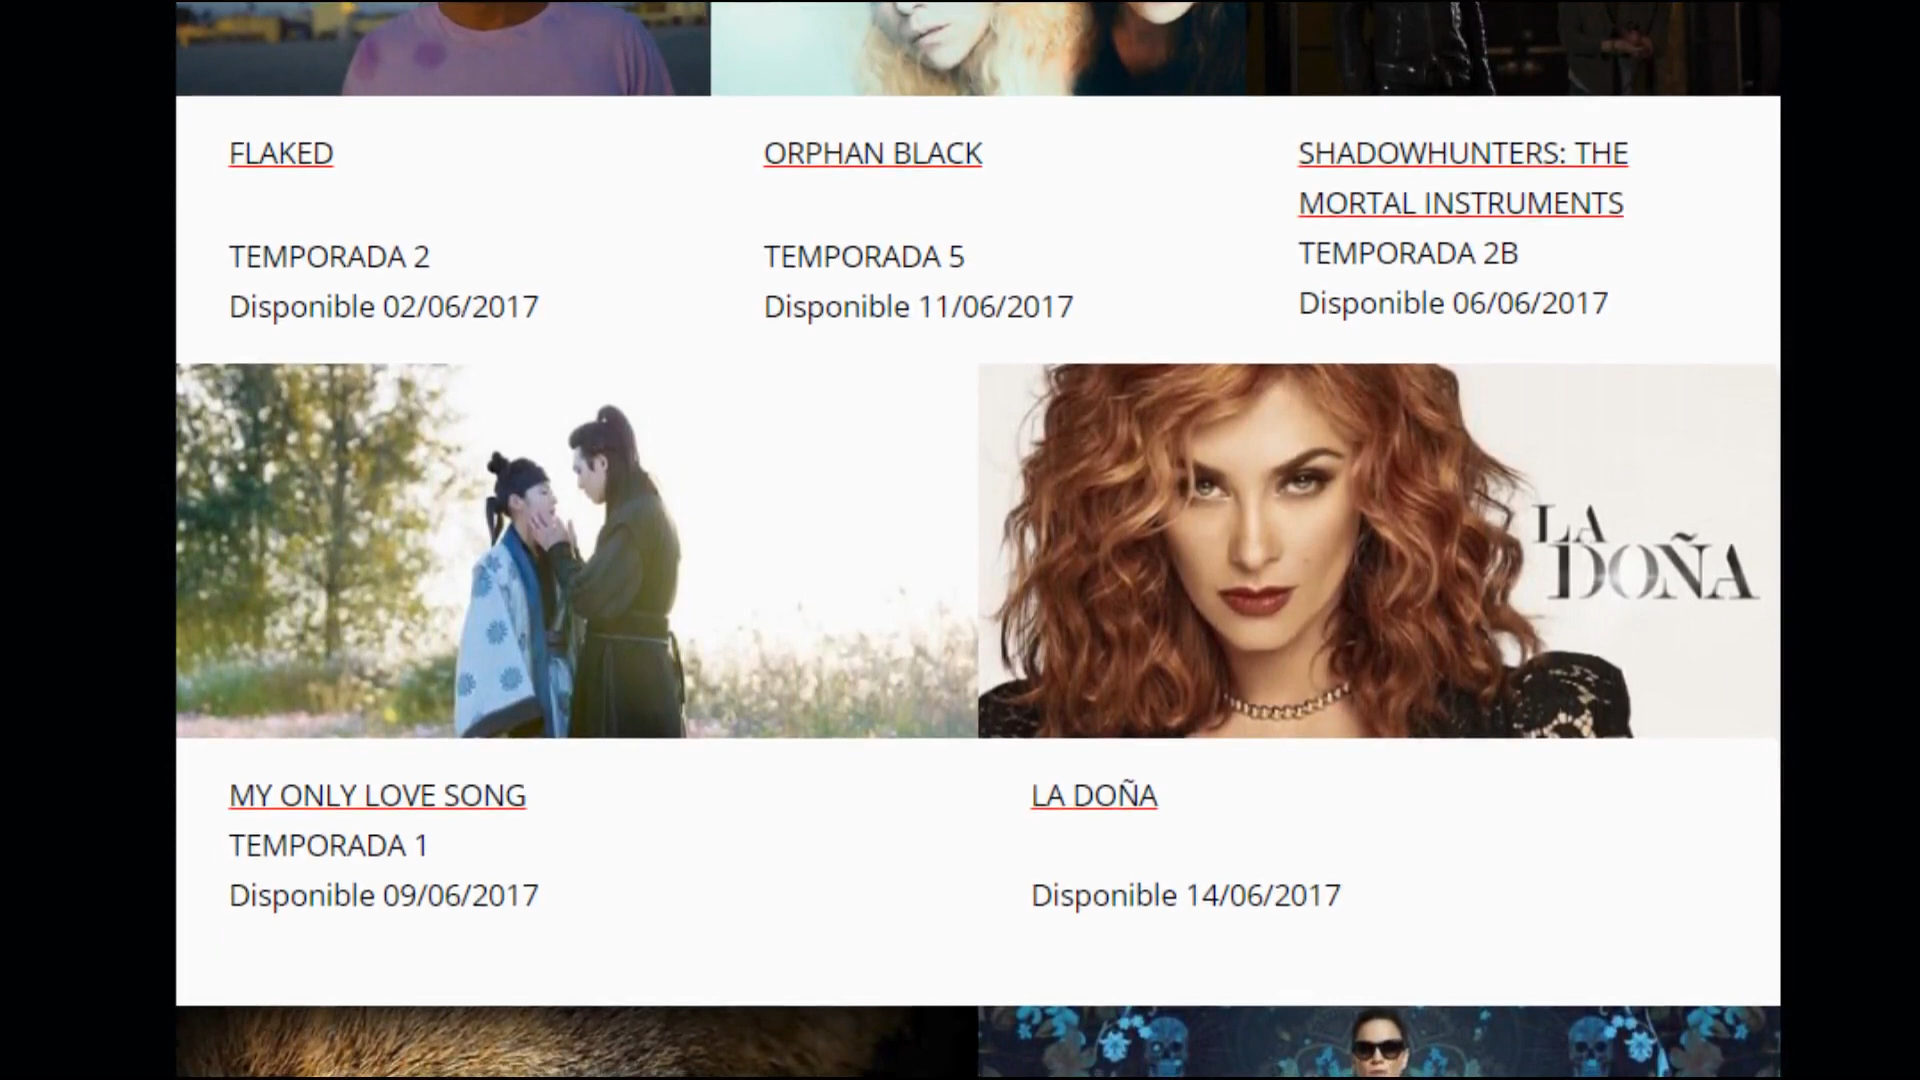 FLAKED
TEMPORADA 2
Disponible 02/06/2017
ORPHAN BLACK
TEMPORADA 5
Disponible 11/06/2017
SHADOWHUNTERS: THE
MORTAL INSTRUMENTS
TEMPORADA 2B
Disponible 06/06/2017
LA
DOÑA
MY ONLY LOVE SONG
TEMPORADA 1
Disponible 09/06/2017
LA DOÑA
Disponible 14/06/2017